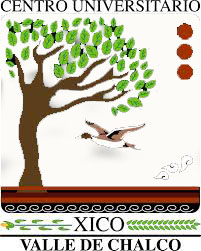 CENTRO UNIVERSITARIO
XICO
VALLE DE CHALCO